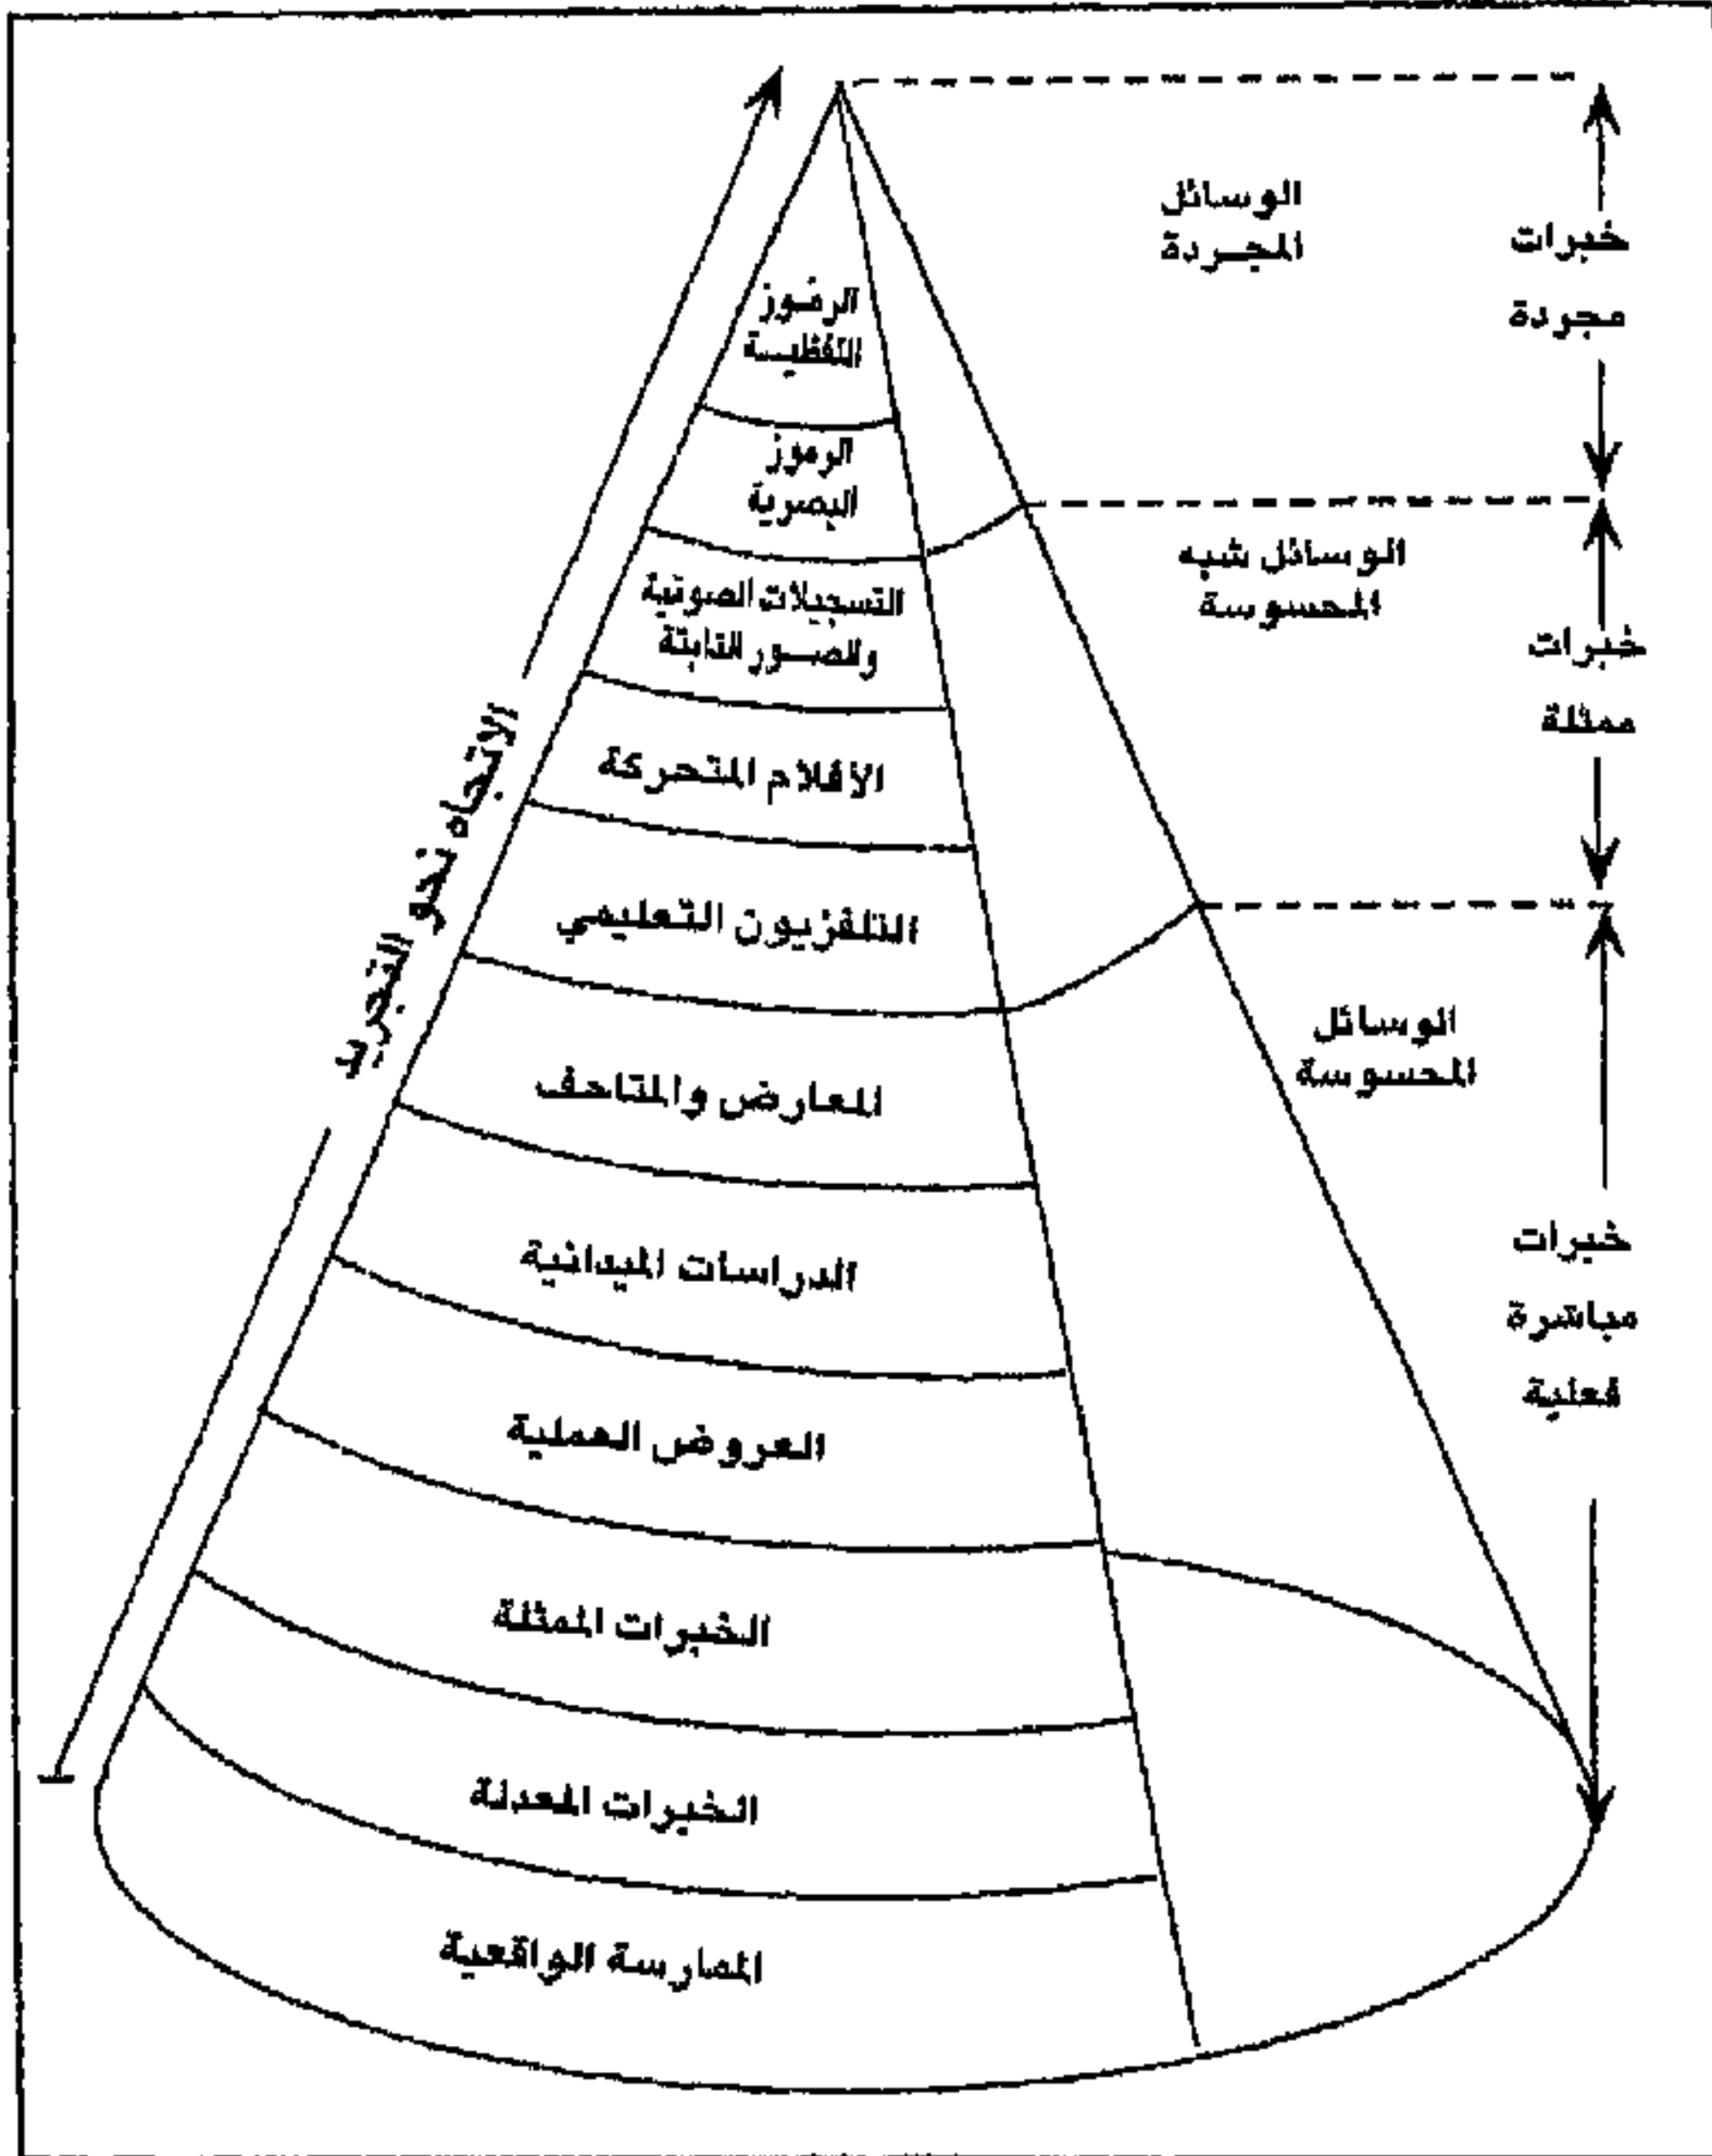 الوسائل
المجردة
خبرات
مجردة
الرموز
اللفظية
الرموز
البصرية
الوسائل شبه
المحسوسة
خبرات
ممثلة
التسجيلات الصوتية
والصور الثابتة
الأفلام المتحركة
التلفزيون التعليمي
الاتجاه نحو التجريد
الوسائل
المحسوسة
خبرات
مباشرة
فعلية
المعارض والمتاحف
الدراسات الميدانية
العروض العملية
الخبرات الممثلة
الخبرات المعدلة
الممارسة الواقعية